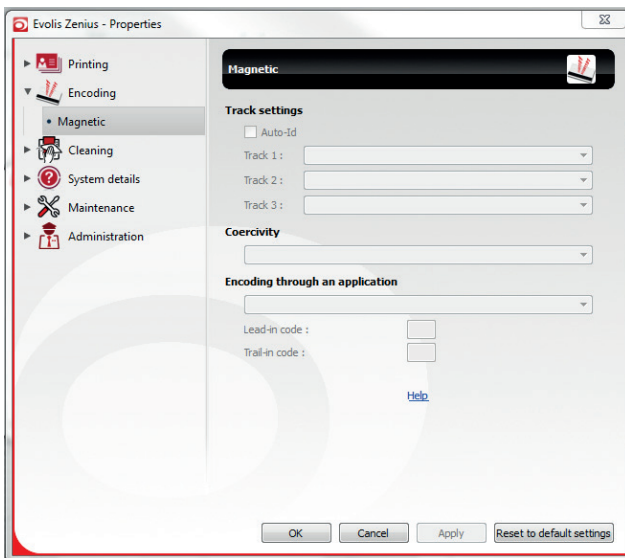 Evolis Zenius - Properties
Printing
Encoding
• Magnetic
Cleaning
System details
Maintenance
Administration
Magnetic
Track settings
Auto-Id
Track 1 :
Track 2 :
Track 3 :
Coercivity
Encoding through an application
Lead-in code :
Trail-in code :
Help
OK Cancel Apply Reset to default settings